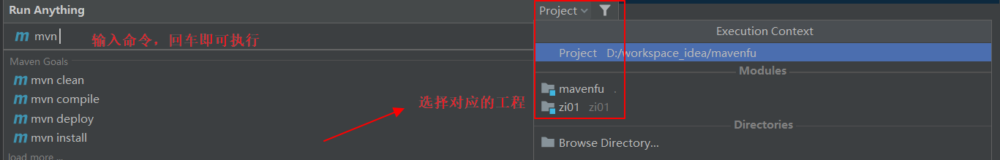 Run Anything
Project
mvn
输入命令，回车即可执行
Execution Context
Project D:/workspace_idea/mavenfu
Maven Goals
Modules
mvn clean
mavenfu .
mvn compile
选择对应的工程
zi01 zi01
mvn deploy
Directories
mvn install
Browse Directory...
load more ...